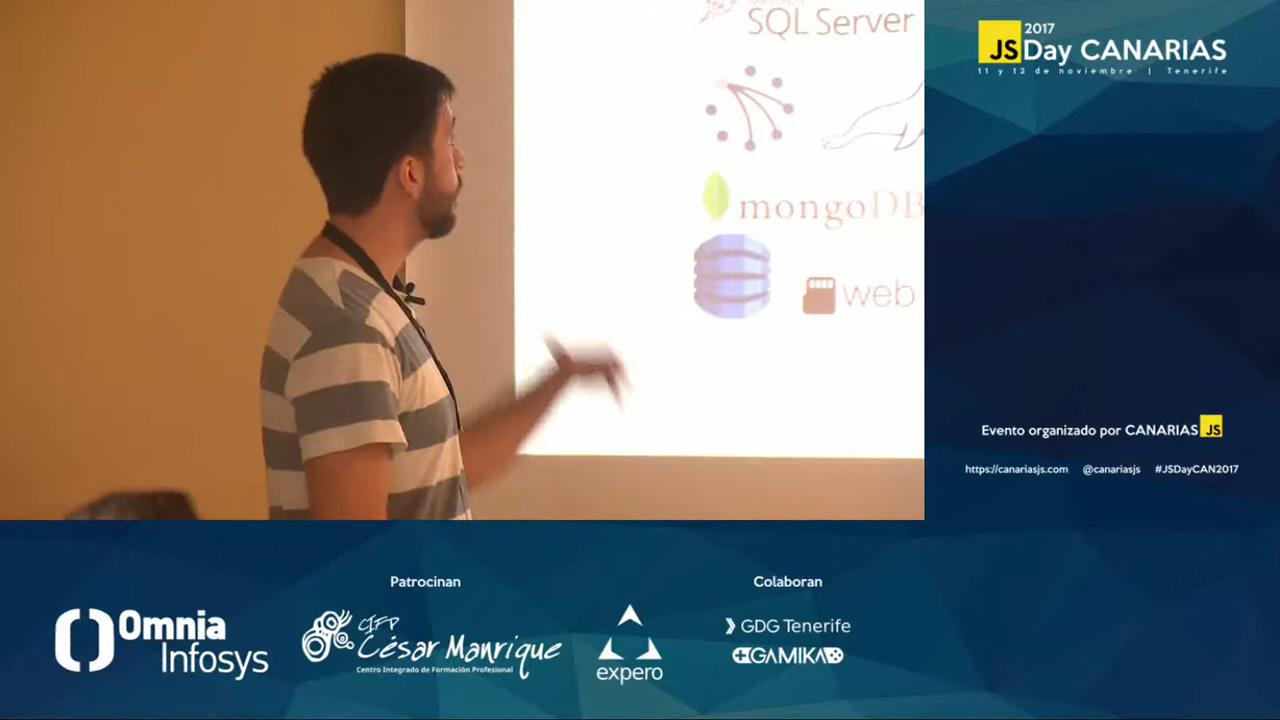 SQL Server
mongoDB
web
2017
JS Day CANARIAS
11 y 12 de noviembre | Tenerife
Evento organizado por CANARIAS JS
https://canariasjs.com @canariasjs #JSDayCAN2017
Patrocinan
Colaboran
Omnia
Infosys
CIFP
César Manrique
Centro Integrado de Formación Profesional
expero
GDG Tenerife
GAMIKA